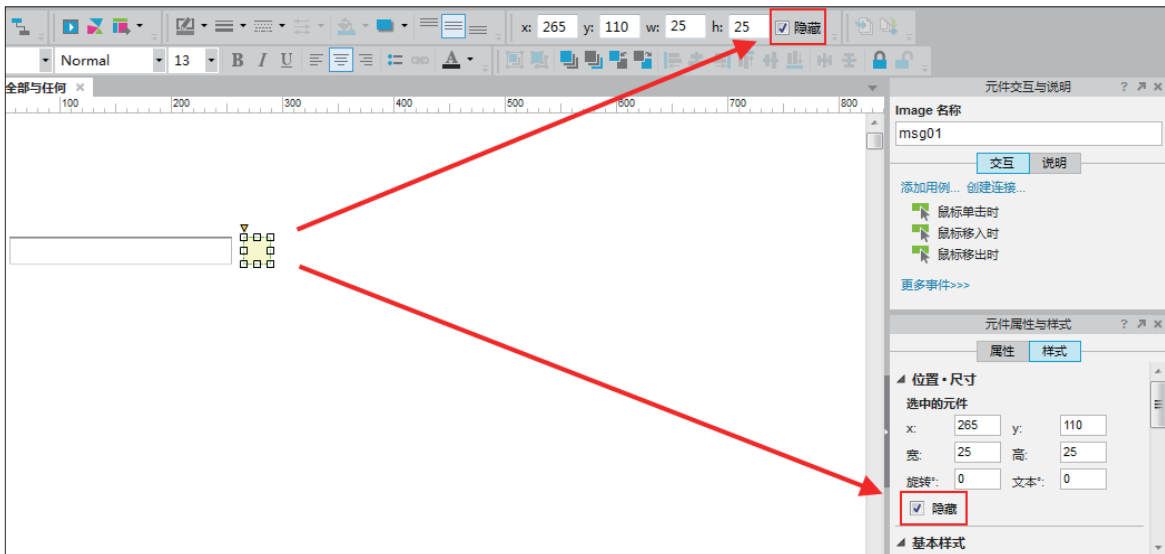 x: 265 y: 110 w: 25 h: 25 隐藏
Normal 13 B I U A
全部与任何
100 200 300 400 500 600 700 800
元件交互与说明
Image 名称
msg01
交互 说明
添加用例... 创建连接...
鼠标单击时
鼠标移入时
鼠标移出时
更多事件>>>
元件属性与样式
属性 样式
位置•尺寸
选中的元件
x: 265 y: 110
宽: 25 高: 25
旋转°: 0 文本°: 0
隐藏
基本样式